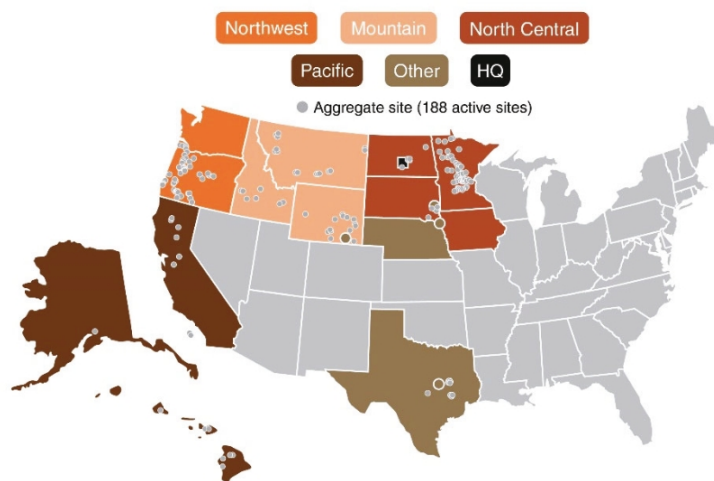 Northwest Mountain North Central
Pacific Other HQ
Aggregate site (188 active sites)